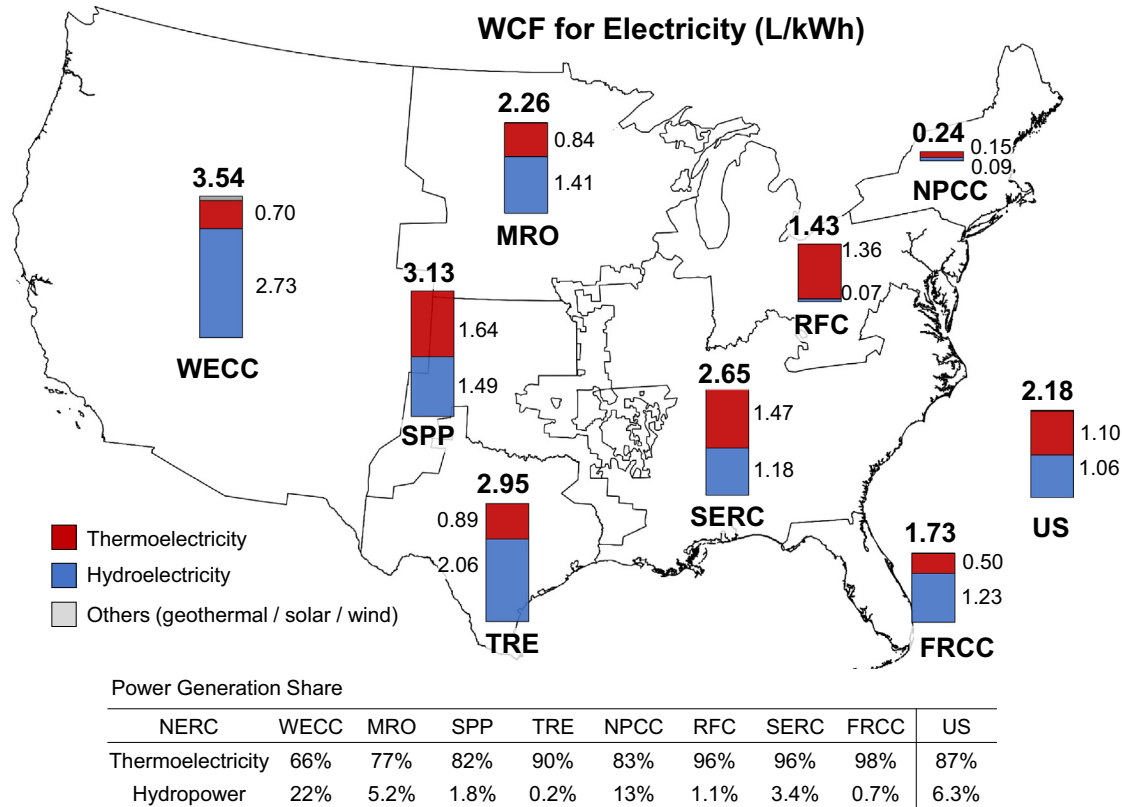 WCF for Electricity (L/kWh)
2.26
0.84
1.41
MRO
0.24
0.15
0.09
NPCC
3.54
0.70
2.73
WECC
1.43
1.36
0.07
RFC
3.13
1.64
1.49
SPP
2.65
1.47
1.18
SERC
2.18
1.10
1.06
US
2.95
0.89
2.06
TRE
1.73
0.50
1.23
FRCC
Thermoelectricity
Hydroelectricity
Others (geothermal / solar / wind)
Power Generation Share
NERC WECC MRO SPP TRE NPCC RFC SERC FRCC US
Thermoelectricity 66% 77% 82% 90% 83% 96% 96% 98% 87%
Hydropower 22% 5.2% 1.8% 0.2% 13% 1.1% 3.4% 0.7% 6.3%